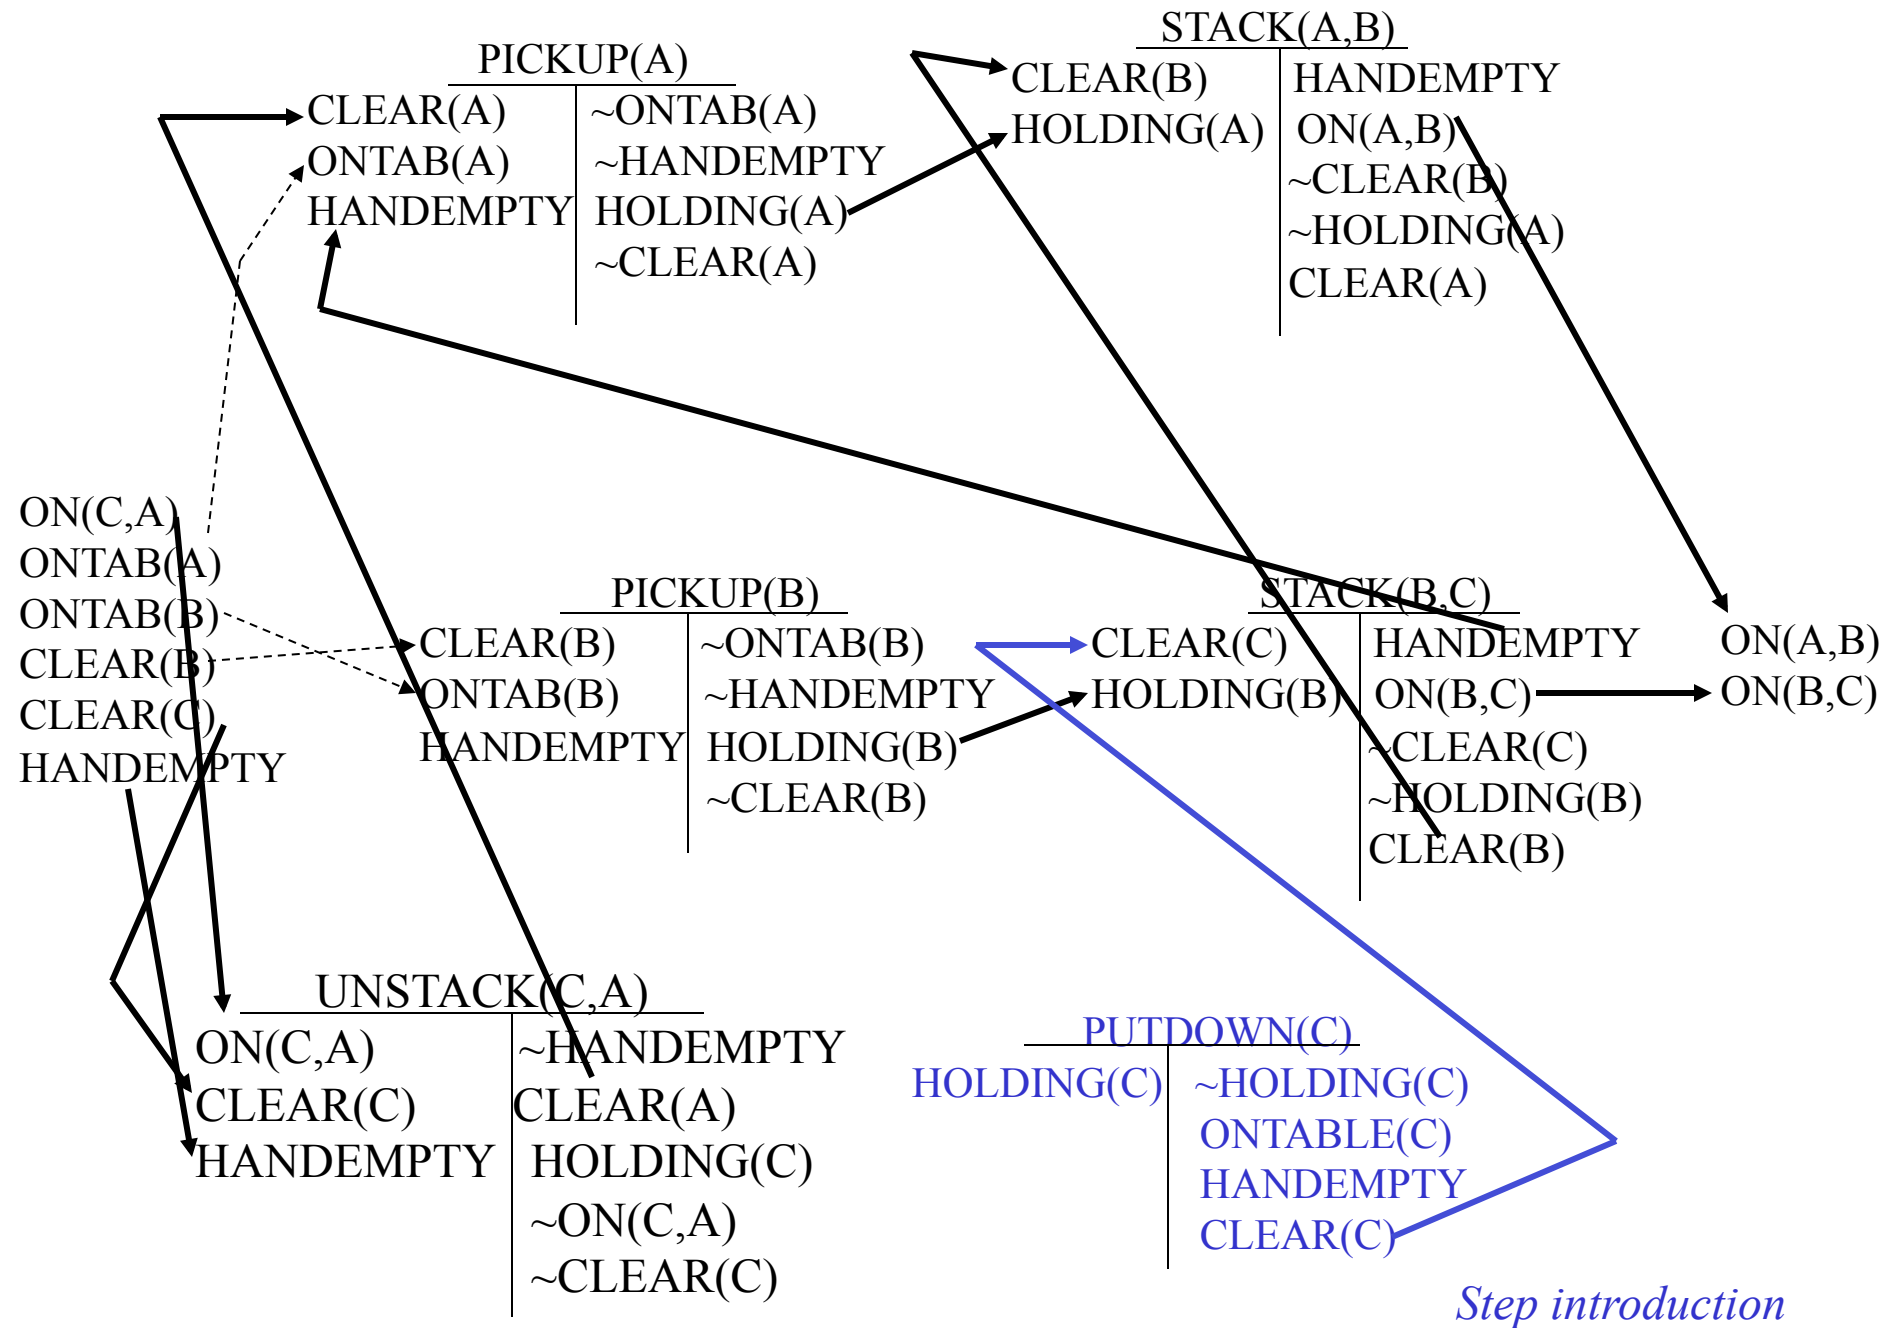 STACK(A,B)
PICKUP(A)
CLEAR(B) HANDEMPTY
HOLDING(A) ON(A,B)
~CLEAR(B)
~HOLDING(A)
CLEAR(A)
CLEAR(A) ~ONTAB(A)
ONTAB(A) ~HANDEMPTY
HANDEMPTY HOLDING(A)
~CLEAR(A)
ON(C,A)
ONTAB(A)
ONTAB(B)
CLEAR(B)
CLEAR(C)
HANDEMPTY
PICKUP(B)
CLEAR(B) ~ONTAB(B)
ONTAB(B) ~HANDEMPTY
HANDEMPTY HOLDING(B)
~CLEAR(B)
STACK(B,C)
CLEAR(C) HANDEMPTY
HOLDING(B) ON(B,C)
~CLEAR(C)
~HOLDING(B)
CLEAR(B)
ON(A,B)
ON(B,C)
UNSTACK(C,A)
ON(C,A) ~HANDEMPTY
CLEAR(C) CLEAR(A)
HANDEMPTY HOLDING(C)
~ON(C,A)
~CLEAR(C)
PUTDOWN(C)
HOLDING(C) ~HOLDING(C)
ONTABLE(C)
HANDEMPTY
CLEAR(C)
Step introduction